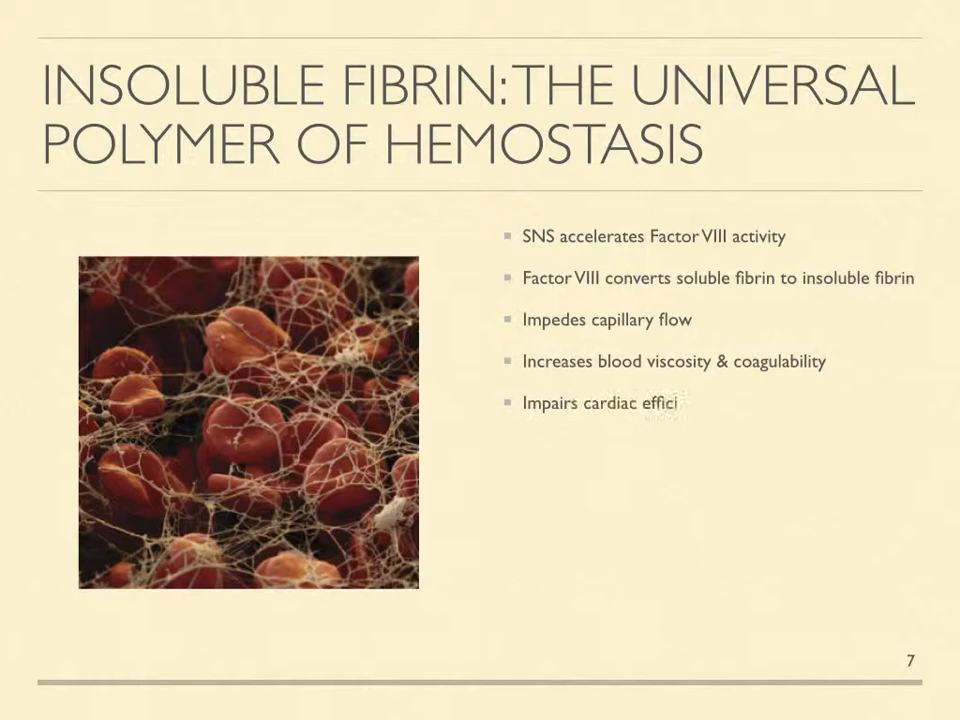 INSOLUBLE FIBRIN: THE UNIVERSAL
POLYMER OF HEMOSTASIS
SNS accelerates Factor VIII activity
Factor VIII converts soluble fibrin to insoluble fibrin
Impedes capillary flow
Increases blood viscosity & coagulability
Impairs cardiac effici
7